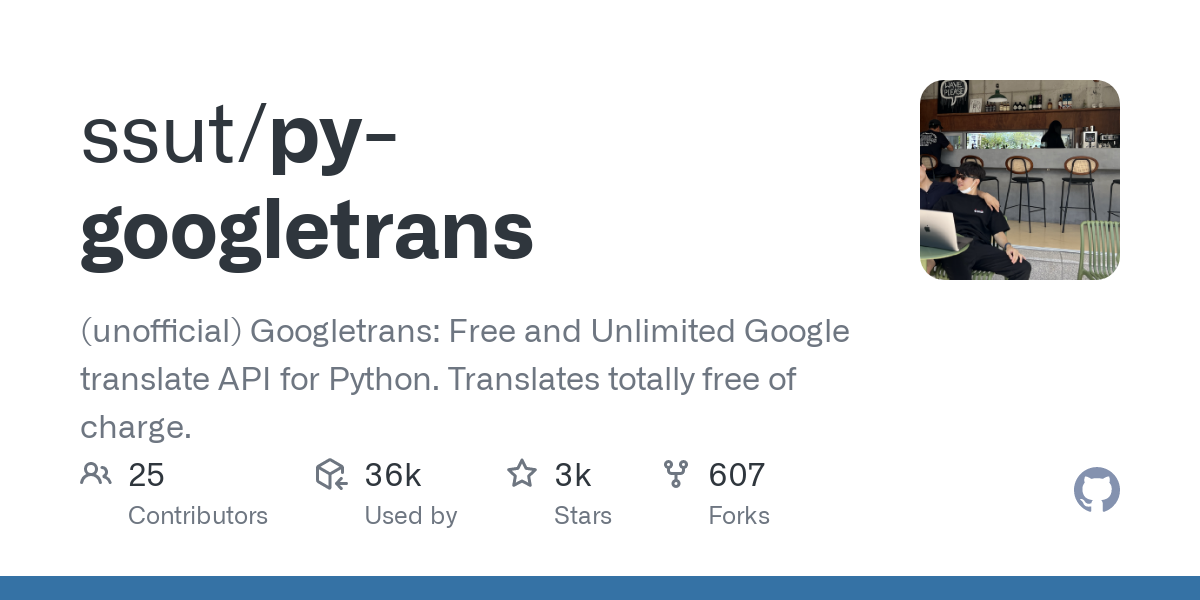 ssut/py-
googletrans
(unofficial) Googletrans: Free and Unlimited Google
translate API for Python. Translates totally free of
charge.
25
Contributors
36k
Used by
3k
Stars
607
Forks
PLEASE